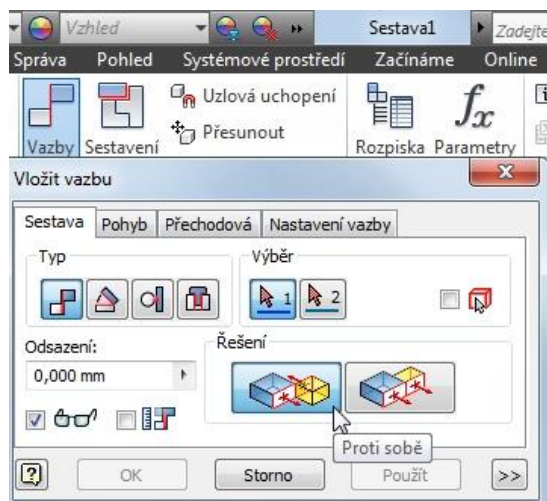 Vzhled Sestava1 Zadejte
Správa Pohled Systémové prostředí Začínáme Online
Uzlová uchopení
Přesunout
fx
Vazby Sestavení Rozpiska Parametry
Vložit vazbu
Sestava Pohyb Přechodová Nastavení vazby
Typ Výběr
1 2
Odsazení: Řešení
0,000 mm
Proti sobě
? OK Storno Použít >>